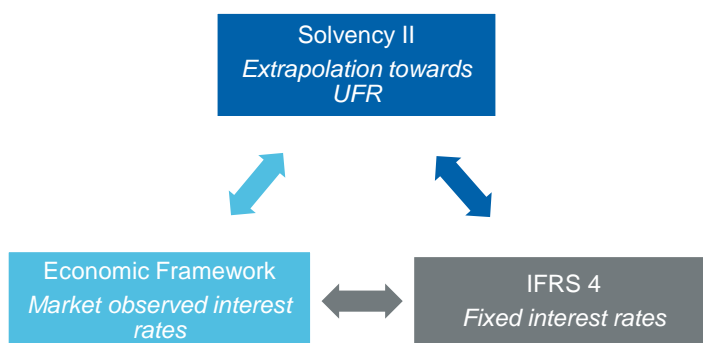 Solvency II
Extrapolation towards
UFR
Economic Framework
Market observed interest
rates
IFRS 4
Fixed interest rates